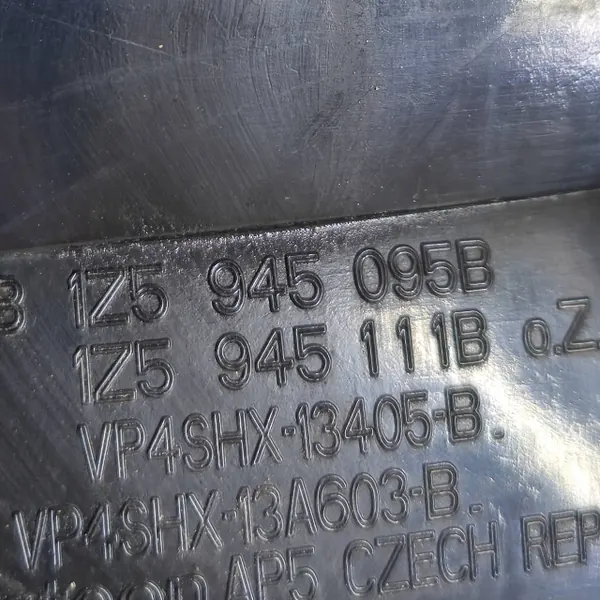 B 1Z5 945 095B
1Z5 945 111B o.Z.
VP4SHX-13405-B.
VP4SHX-13A603-B.
AP5 CZECH REP